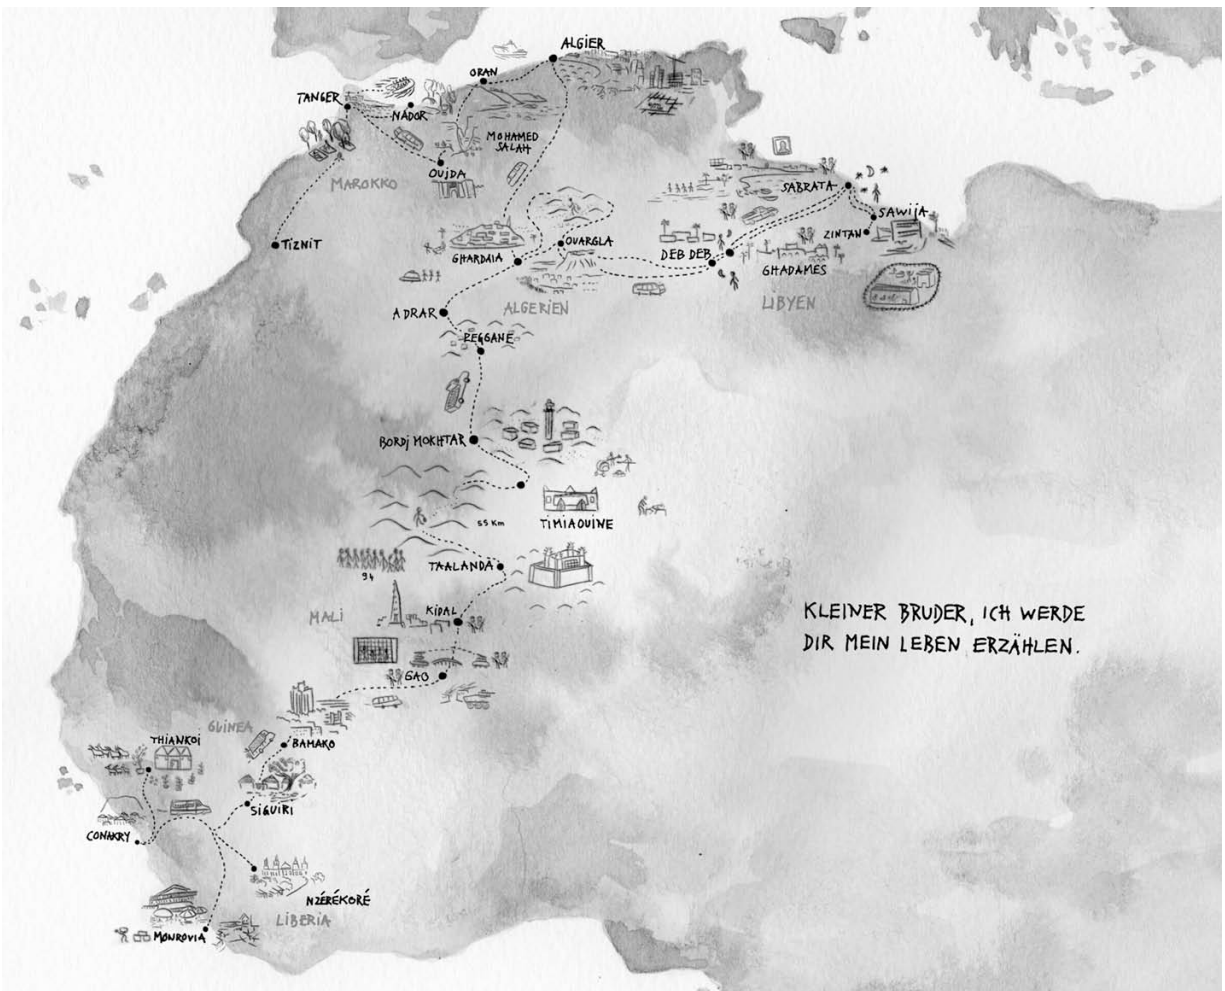 ALGIER
ORAN
TANGER
NADOR
MOHAMED
SALAH
OUJDA
MAROKKO
TIZNIT
SABRATA
SAWIJA
ZINTAN
OUARGLA
GHARDAIA
DEB DEB
GHADAMES
ALGERIEN
LIBYEN
ADRAR
REGGANE
BORDJ MOKHTAR
TIMIAOUINE
55 Km
TAALANDA
94
MALI
KIDAL
KLEINER BRUDER, ICH WERDE
DIR MEIN LEBEN ERZÄHLEN.
GAO
GUINEA
THIANKOI
BAMAKO
SIGUIRI
CONAKRY
NZÉRÉKORÉ
LIBERIA
MONROVIA